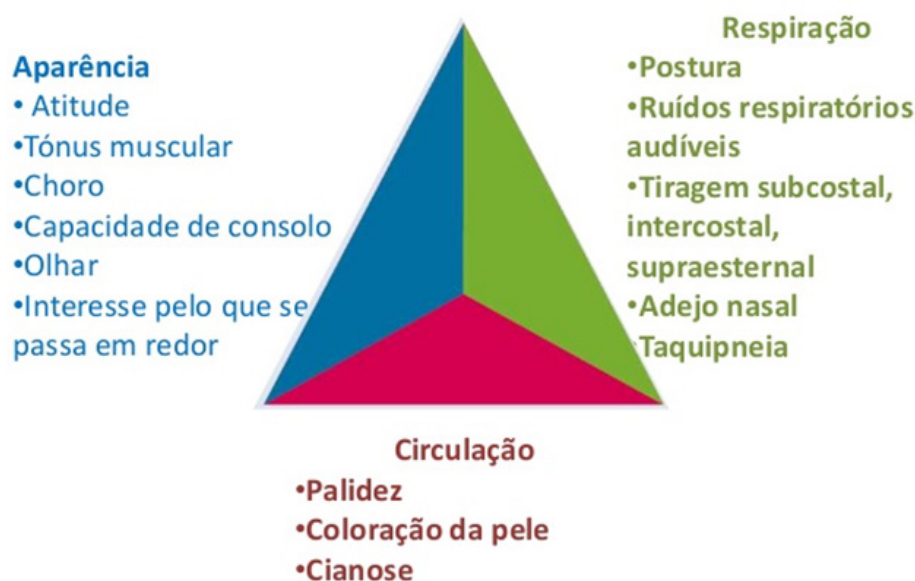 Aparência
• Atitude
•Tónus muscular
•Choro
•Capacidade de consolo
•Olhar
•Interesse pelo que se
passa em redor
Respiração
•Postura
•Ruídos respiratórios
audíveis
•Tiragem subcostal,
intercostal,
supraesternal
•Adejo nasal
•Taquipneia
Circulação
•Palidez
•Coloração da pele
•Cianose